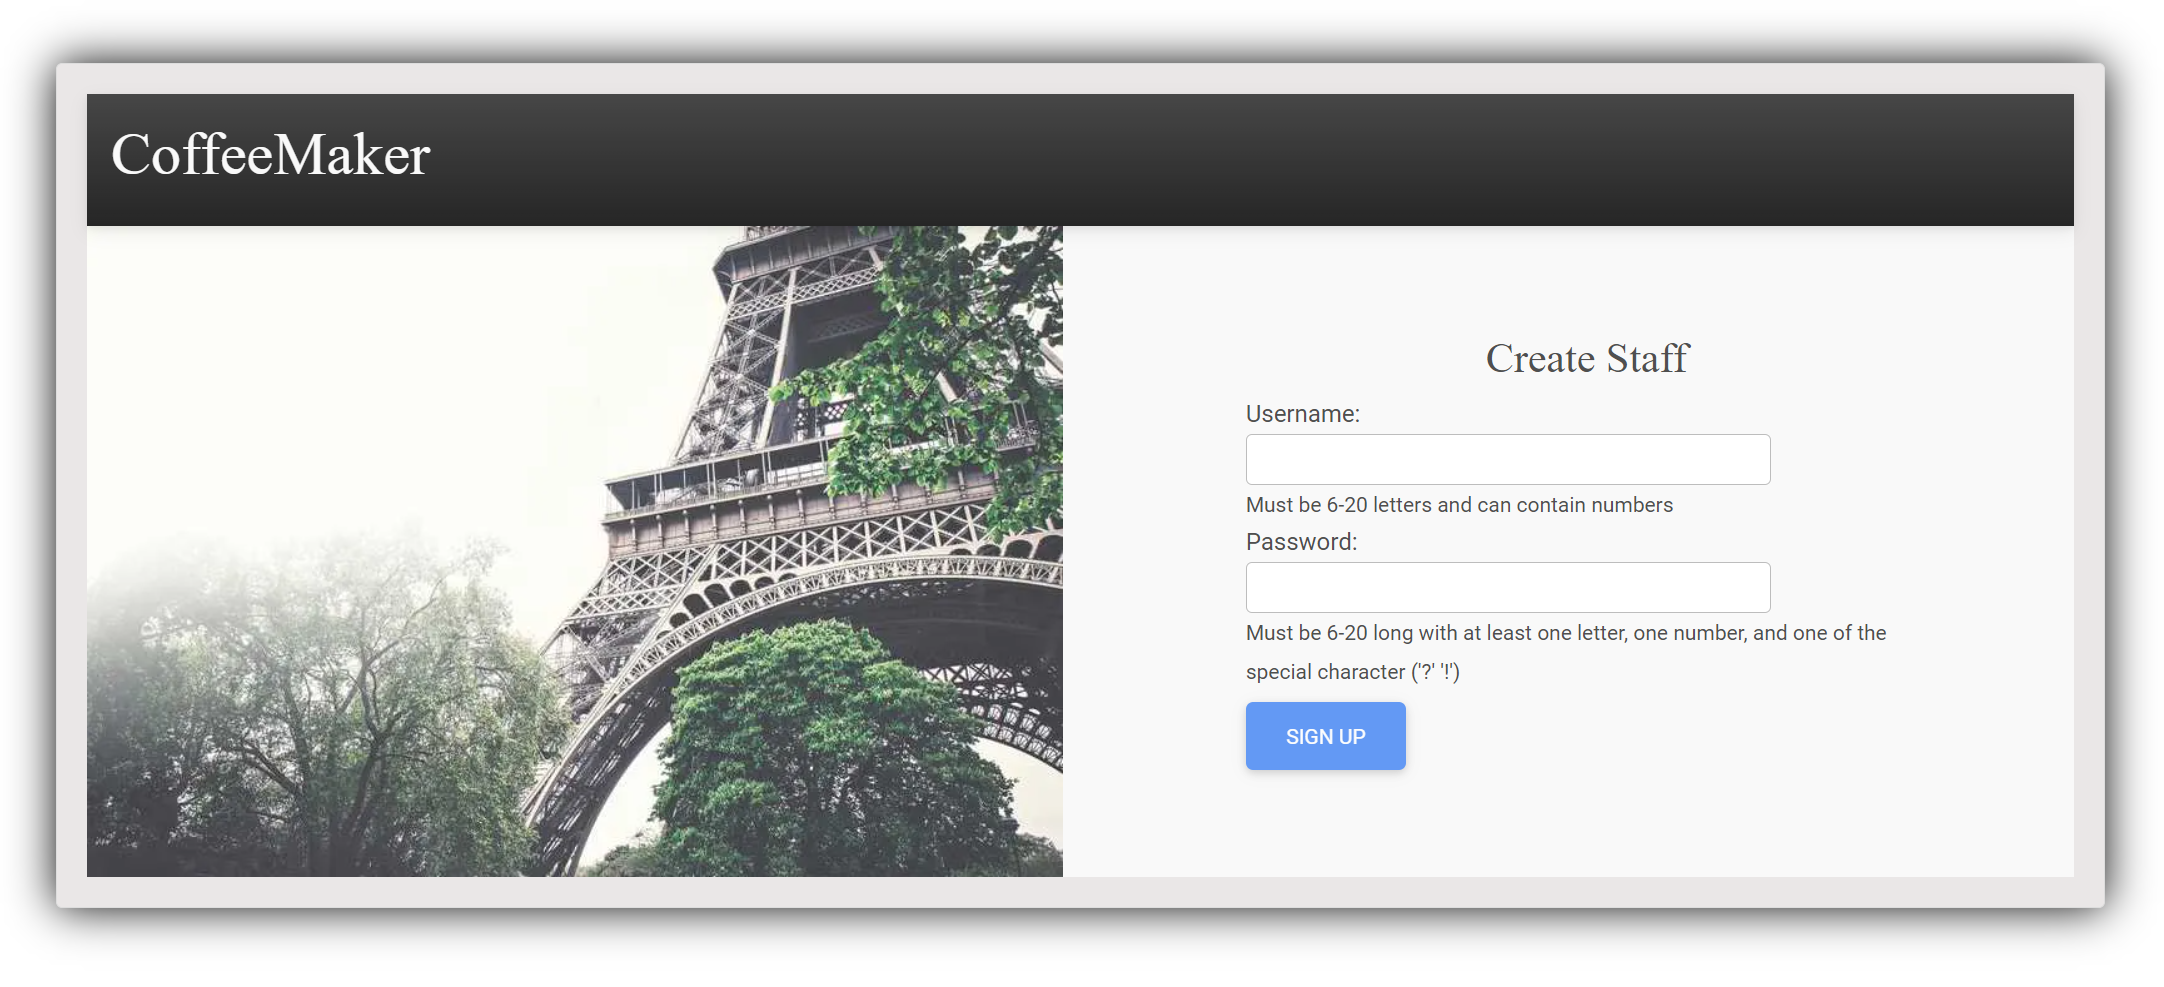 CoffeeMaker
Create Staff
Username:
Must be 6-20 letters and can contain numbers
Password:
Must be 6-20 long with at least one letter, one number, and one of the
special character ('?' '!')
SIGN UP